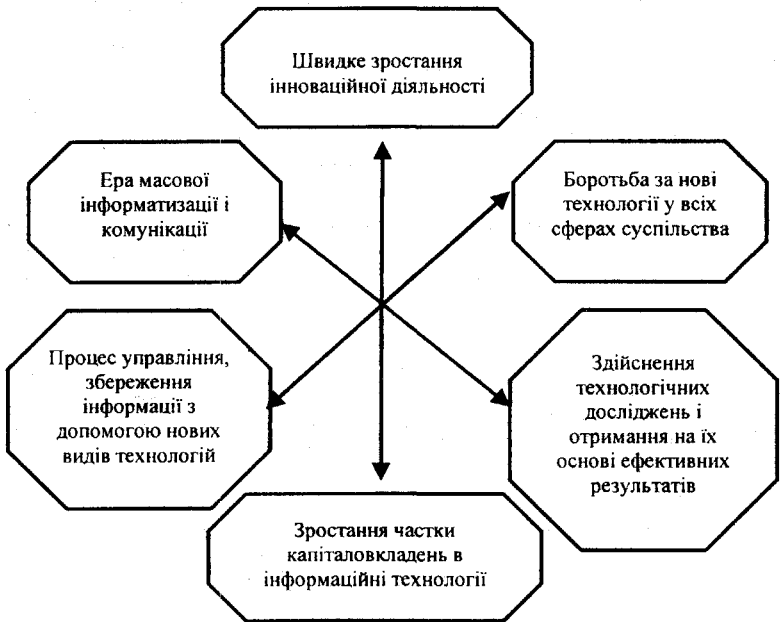 Швидке зростання
інноваційної діяльності
Ера масової
інформатизації і
комунікації
Боротьба за нові
технології у всіх
сферах суспільства
Процес управління,
збереження
інформації з
допомогою нових
видів технологій
Здійснення
технологічних
досліджень і
отримання на їх
основі ефективних
результатів
Зростання частки
капіталовкладень в
інформаційні технології